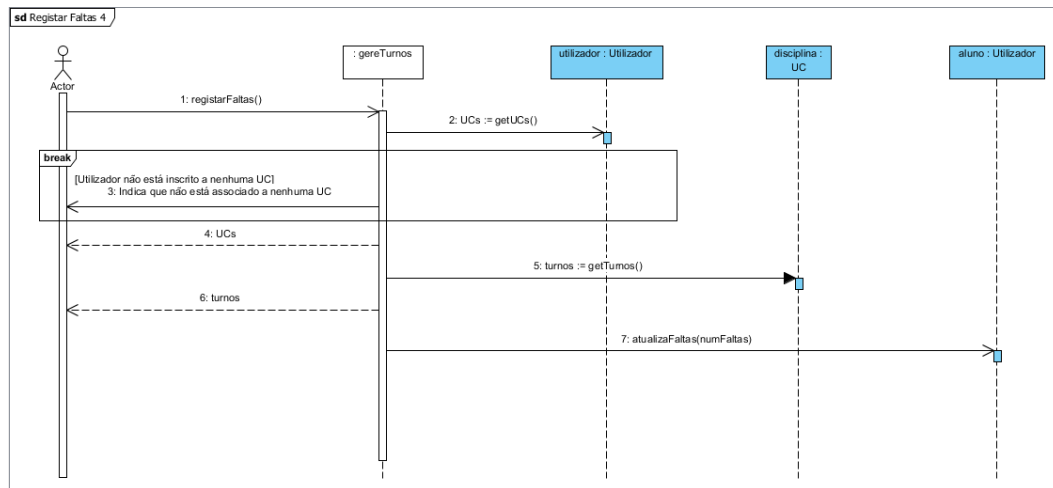 sd Registar Faltas 4
: gereTurnos
utilizador : Utilizador
disciplina :
UC
aluno : Utilizador
Actor
1: registarFaltas()
2: UCs := getUCs()
break
[Utilizador não está inscrito a nenhuma UC]
3: Indica que não está associado a nenhuma UC
4: UCs
5: turnos := getTurnos()
6: turnos
7: atualizaFaltas(numFaltas)